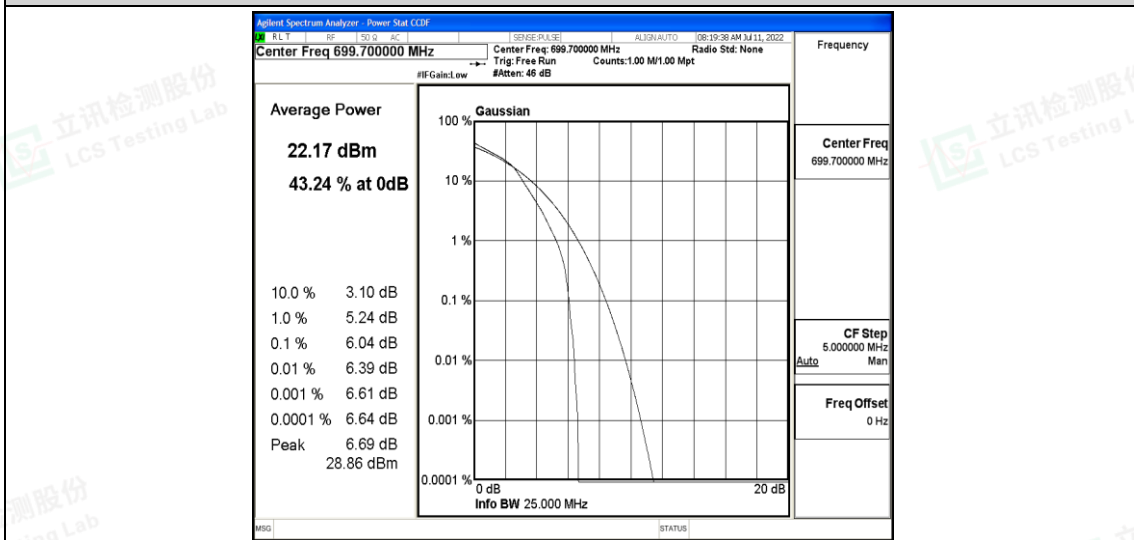 Agilent Spectrum Analyzer - Power Stat CCDF
RLT RF 50 Ω AC SENSE:PULSE ALIGNAUTO 08:19:38 AM Jul 11, 2022
Center Freq 699.700000 MHz
Center Freq: 699.700000 MHz Radio Std: None
Trig: Free Run Counts:1.00 M/1.00 Mpt
#IFGain:Low #Atten: 46 dB
Frequency
Average Power
22.17 dBm
43.24 % at 0dB
10.0 % 3.10 dB
1.0 % 5.24 dB
0.1 % 6.04 dB
0.01 % 6.39 dB
0.001 % 6.61 dB
0.0001 % 6.64 dB
Peak 6.69 dB
28.86 dBm
Gaussian
100 %
10 %
1 %
0.1 %
0.01 %
0.001 %
0.0001 %
0 dB 20 dB
Info BW 25.000 MHz
Center Freq
699.700000 MHz
CF Step
5.000000 MHz
Auto Man
Freq Offset
0 Hz
MSG STATUS
立讯检测股份
LCS Testing Lab
立讯检测股份
LCS Testing L
测股份
ing Lab